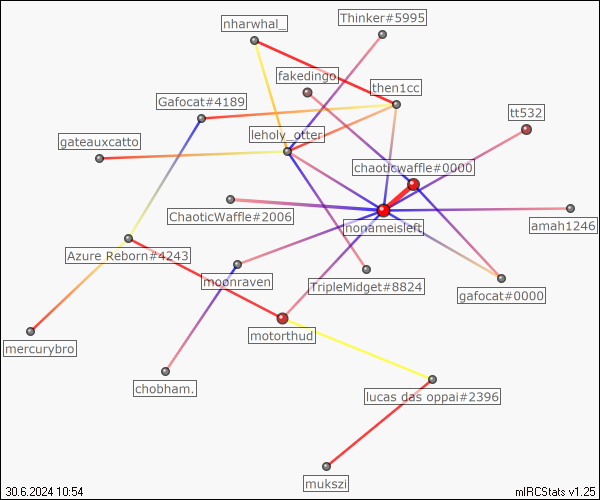 Thinker#5995
nharwhal_
fakedingo
then1cc
Gafocat#4189
tt532
leholy_otter
gateauxcatto
chaoticwaffle#0000
ChaoticWaffle#2006
nonameisleft
amah1246
Azure Reborn#4243
moonraven
TripleMidget#8824
gafocat#0000
motorthud
mercurybro
chobham.
lucas das oppai#2396
mukszi
30.6.2024 10:54
mIRCStats v1.25